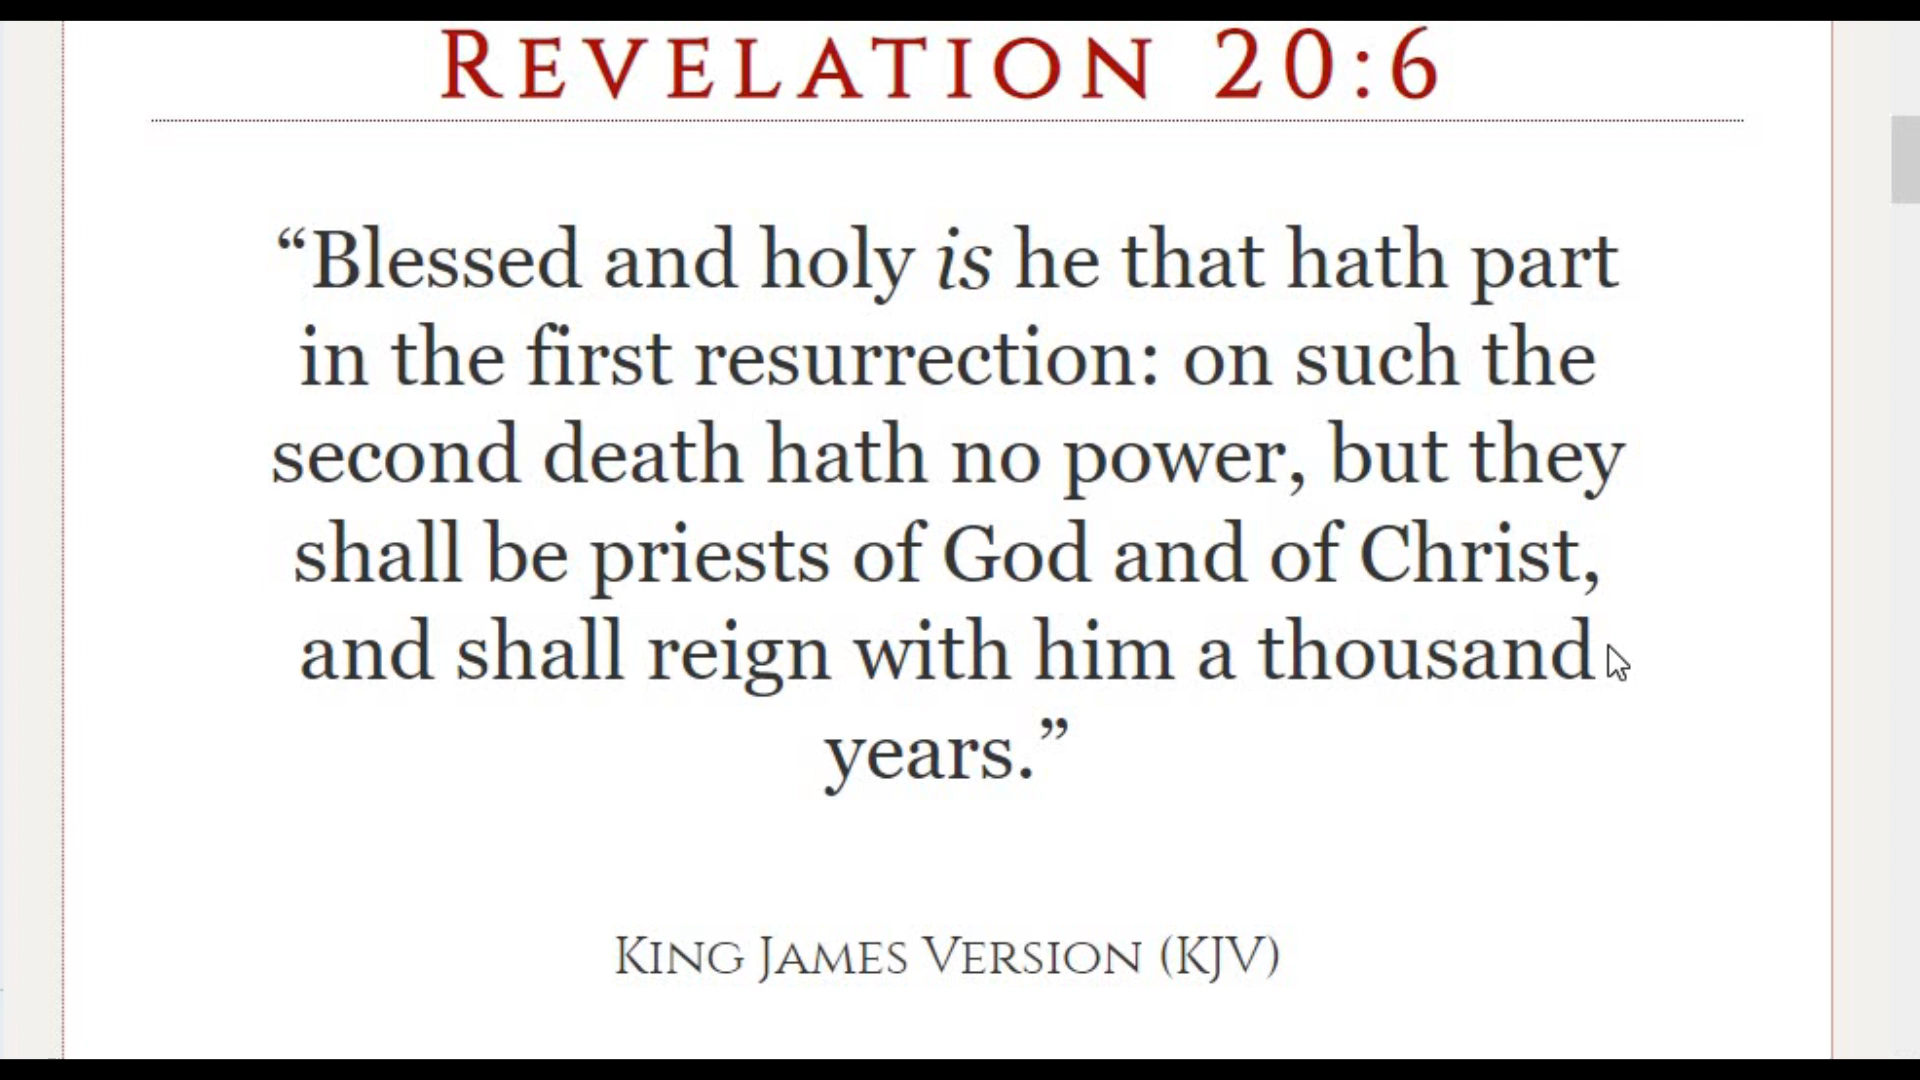 Revelation 20:6
“Blessed and holy is he that hath part
in the first resurrection: on such the
second death hath no power, but they
shall be priests of God and of Christ,
and shall reign with him a thousand
years.”
King James Version (KJV)